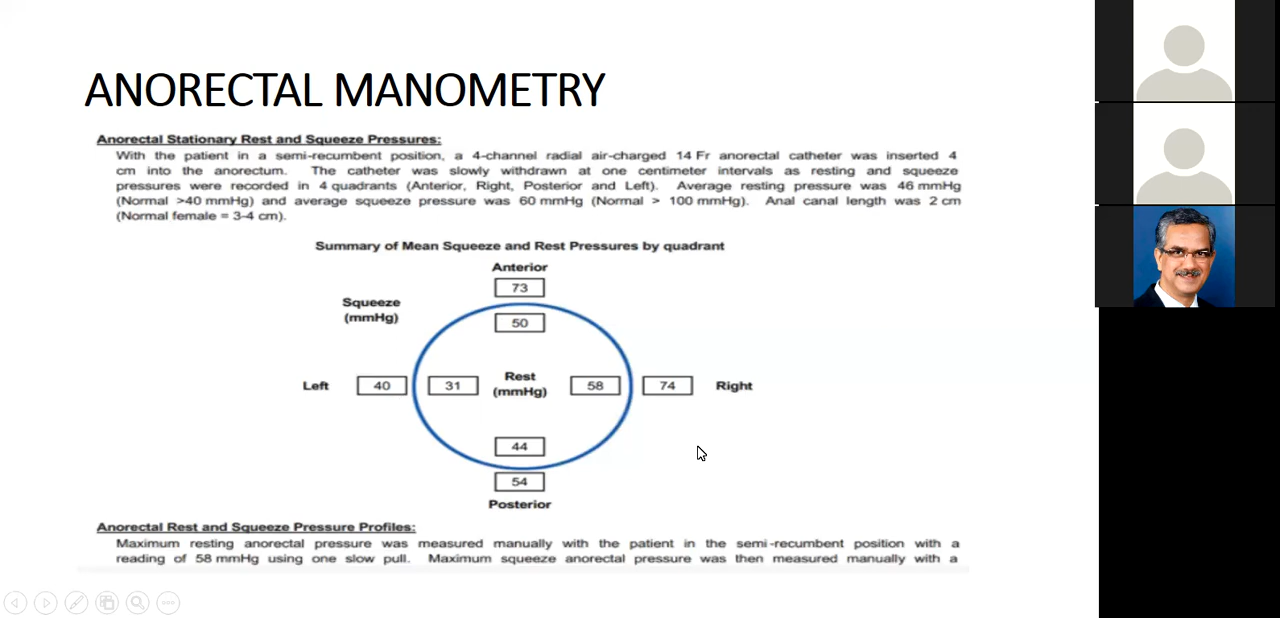 ANORECTAL MANOMETRY
Anorectal Stationary Rest and Squeeze Pressures:
With the patient in a semi-recumbent position, a 4-channel radial air-charged 14 Fr anorectal catheter was inserted 4
cm into the anorectum. The catheter was slowly withdrawn at one centimeter intervals as resting and squeeze
pressures were recorded in 4 quadrants (Anterior, Right, Posterior and Left). Average resting pressure was 46 mmHg
(Normal >40 mmHg) and average squeeze pressure was 60 mmHg (Normal > 100 mmHg). Anal canal length was 2 cm
(Normal female = 3-4 cm).
Summary of Mean Squeeze and Rest Pressures by quadrant
Anterior
73
Squeeze
(mmHg)
50
Left 40 31 Rest
(mmHg) 58 74 Right
44
54
Posterior
Anorectal Rest and Squeeze Pressure Profiles:
Maximum resting anorectal pressure was measured manually with the patient in the semi-recumbent position with a
reading of 58 mmHg using one slow pull. Maximum squeeze anorectal pressure was then measured manually with a